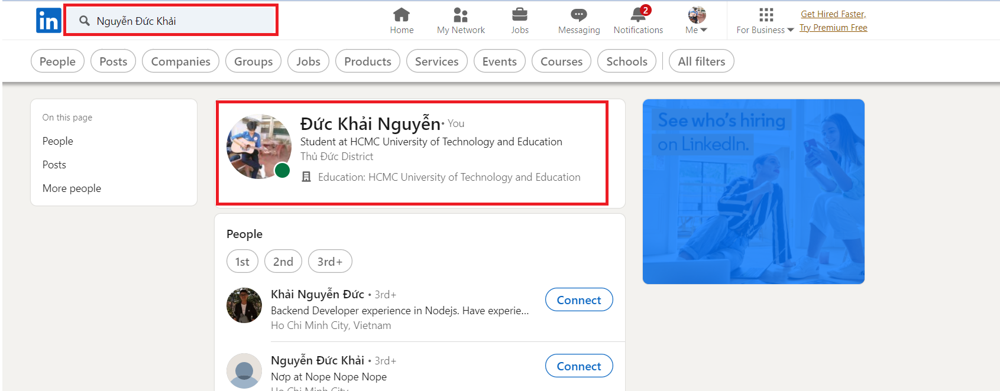 in
Nguyễn Đức Khải
Home
My Network
Jobs
Messaging
2
Notifications
Me
For Business
Get Hired Faster,
Try Premium Free
People
Posts
Companies
Groups
Jobs
Products
Services
Events
Courses
Schools
All filters
On this page
People
Posts
More people
Đức Khải Nguyễn • You
Student at HCMC University of Technology and Education
Thủ Đức District
Education: HCMC University of Technology and Education
See who's hiring
on LinkedIn.
People
1st
2nd
3rd+
Khải Nguyễn Đức • 3rd+
Backend Developer experience in Nodejs. Have experie...
Ho Chi Minh City, Vietnam
Connect
Nguyễn Đức Khải • 3rd+
Nơp at Nope Nope Nope
Ho Chi Minh City
Connect